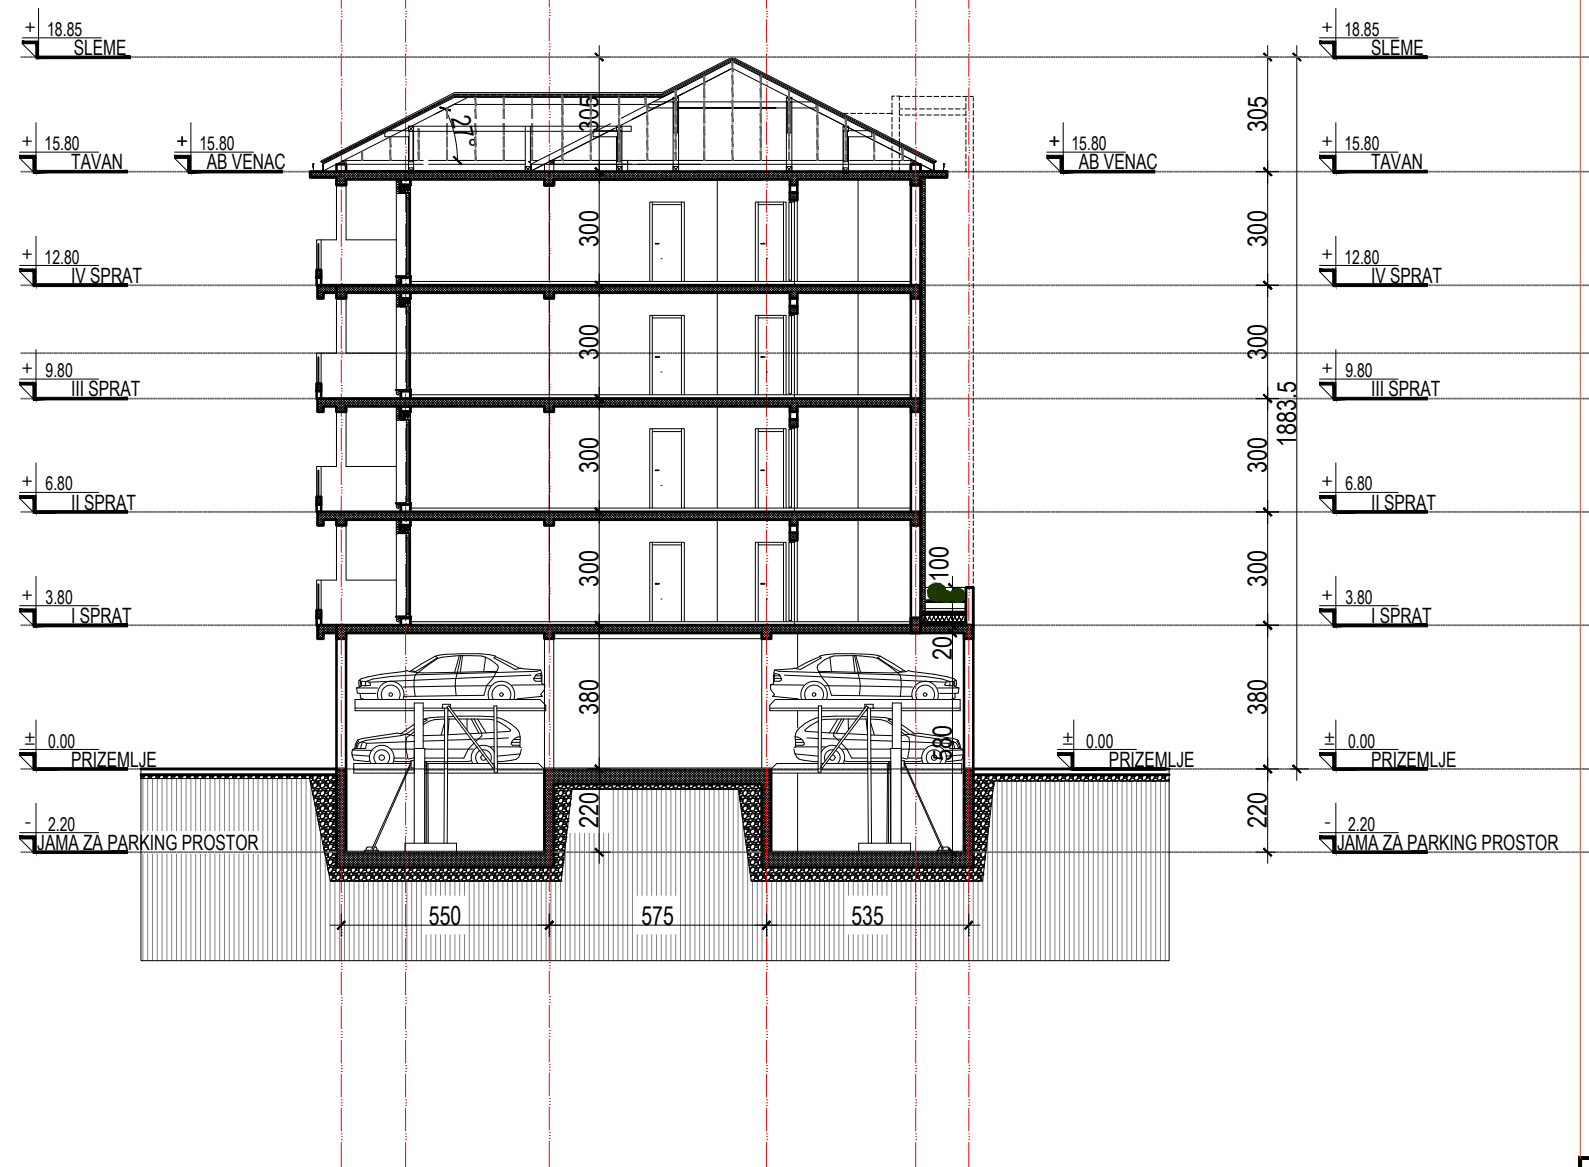 + 18.85
SLEME
+ 18.85
SLEME
305
305
27°
+ 15.80
TAVAN
+ 15.80
AB VENAC
+ 15.80
AB VENAC
+ 15.80
TAVAN
300
300
+ 12.80
IV SPRAT
+ 12.80
IV SPRAT
300
300
+ 9.80
III SPRAT
+ 9.80
III SPRAT
1883.5
300
300
+ 6.80
II SPRAT
+ 6.80
II SPRAT
300
100
300
+ 3.80
I SPRAT
+ 3.80
I SPRAT
20
380
380
580
± 0.00
PRIZEMLJE
± 0.00
PRIZEMLJE
± 0.00
PRIZEMLJE
220
220
- 2.20
JAMA ZA PARKING PROSTOR
- 2.20
JAMA ZA PARKING PROSTOR
550
575
535